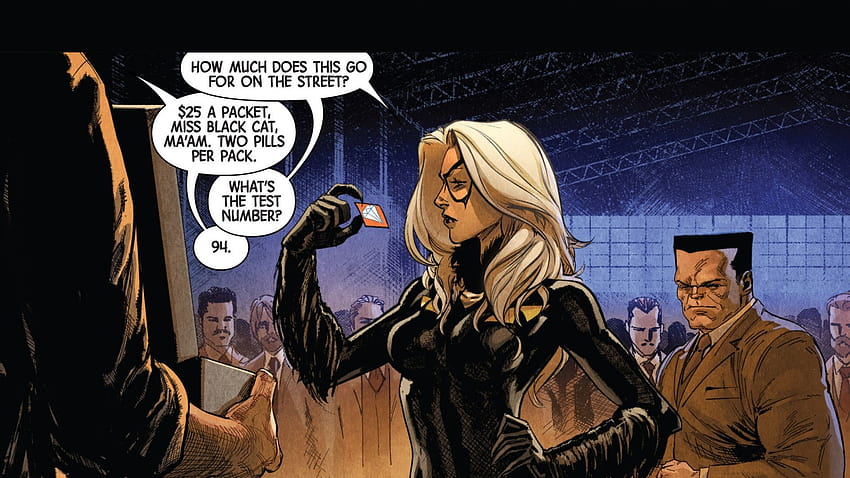 HOW MUCH DOES THIS GO
FOR ON THE STREET?
$25 A PACKET,
MISS BLACK CAT,
MA'AM. TWO PILLS
PER PACK.
WHAT'S
THE TEST
NUMBER?
94.